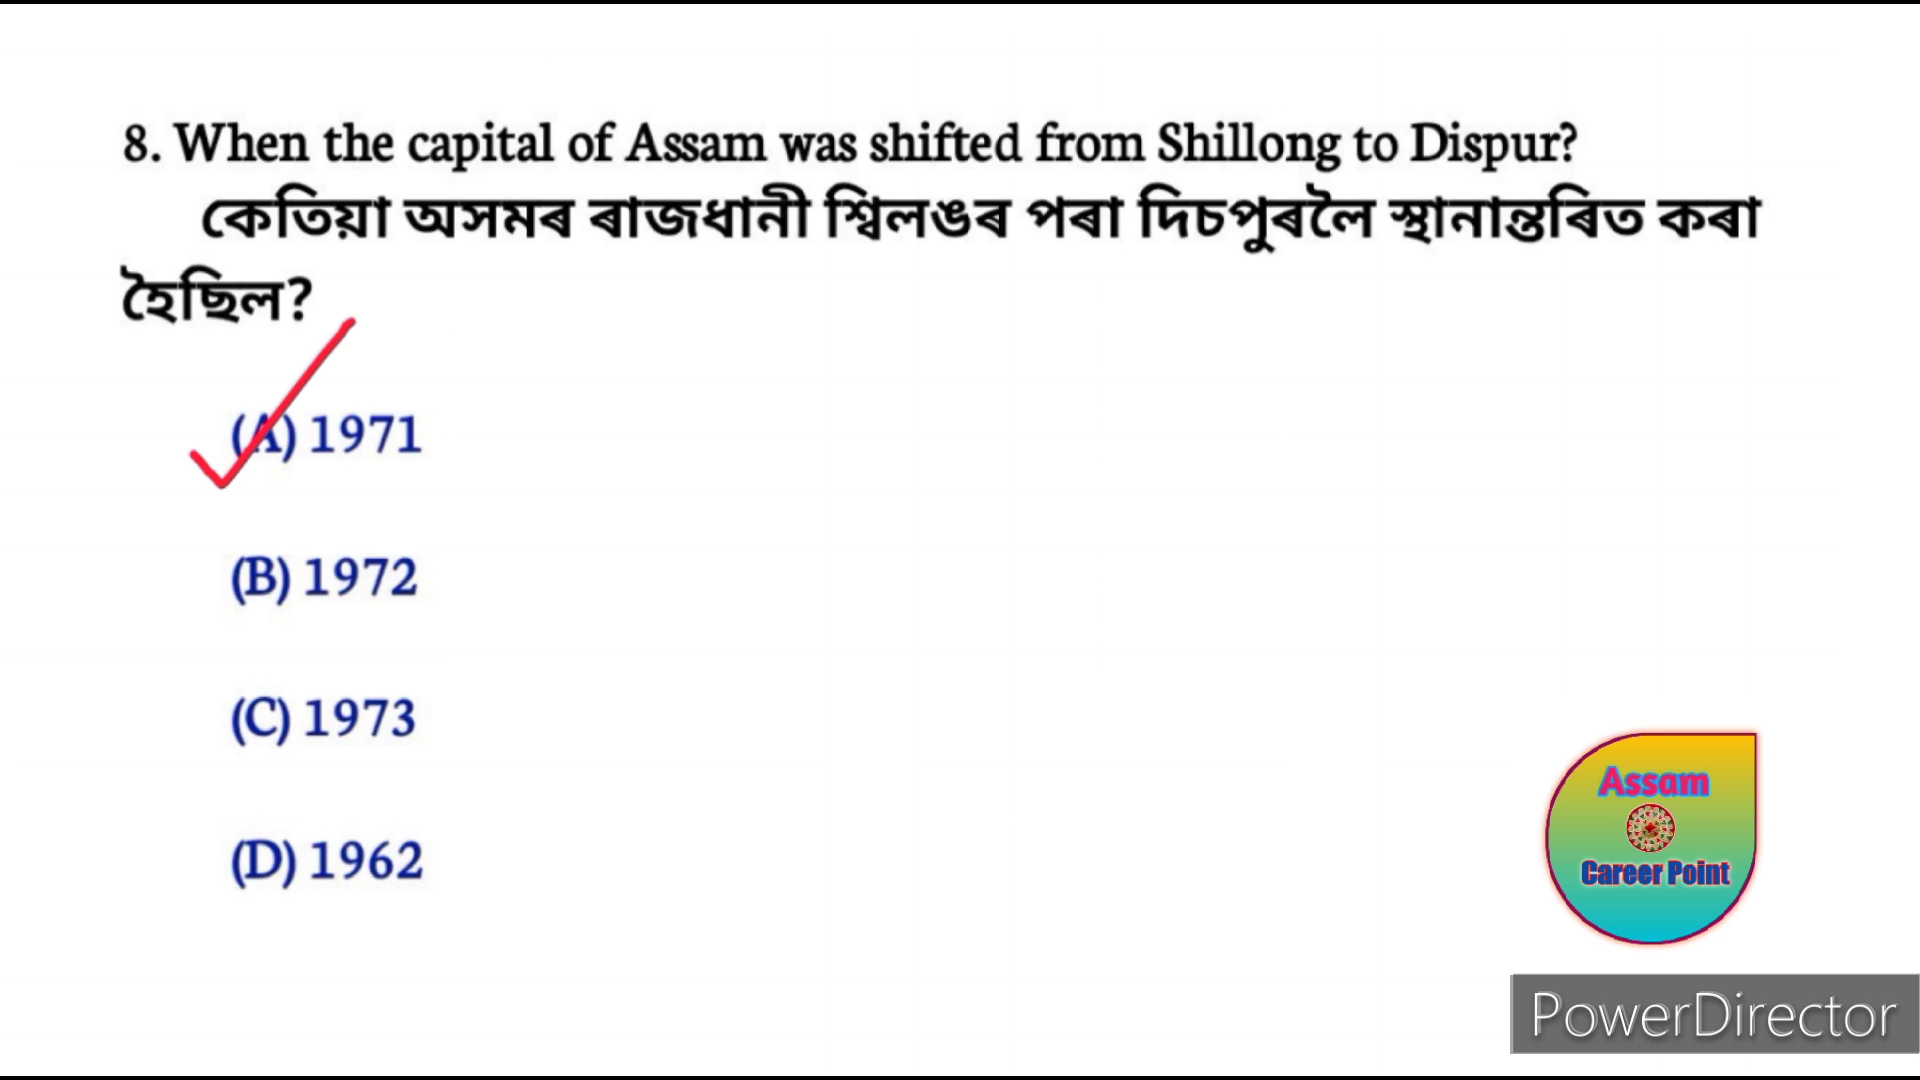 8. When the capital of Assam was shifted from Shillong to Dispur?
কেতিয়া অসমৰ ৰাজধানী শ্বিলঙৰ পৰা দিচপুৰলৈ স্থানান্তৰিত কৰা
হৈছিল?
(A) 1971
(B) 1972
(C) 1973
(D) 1962
Assam
Career Point
PowerDirector